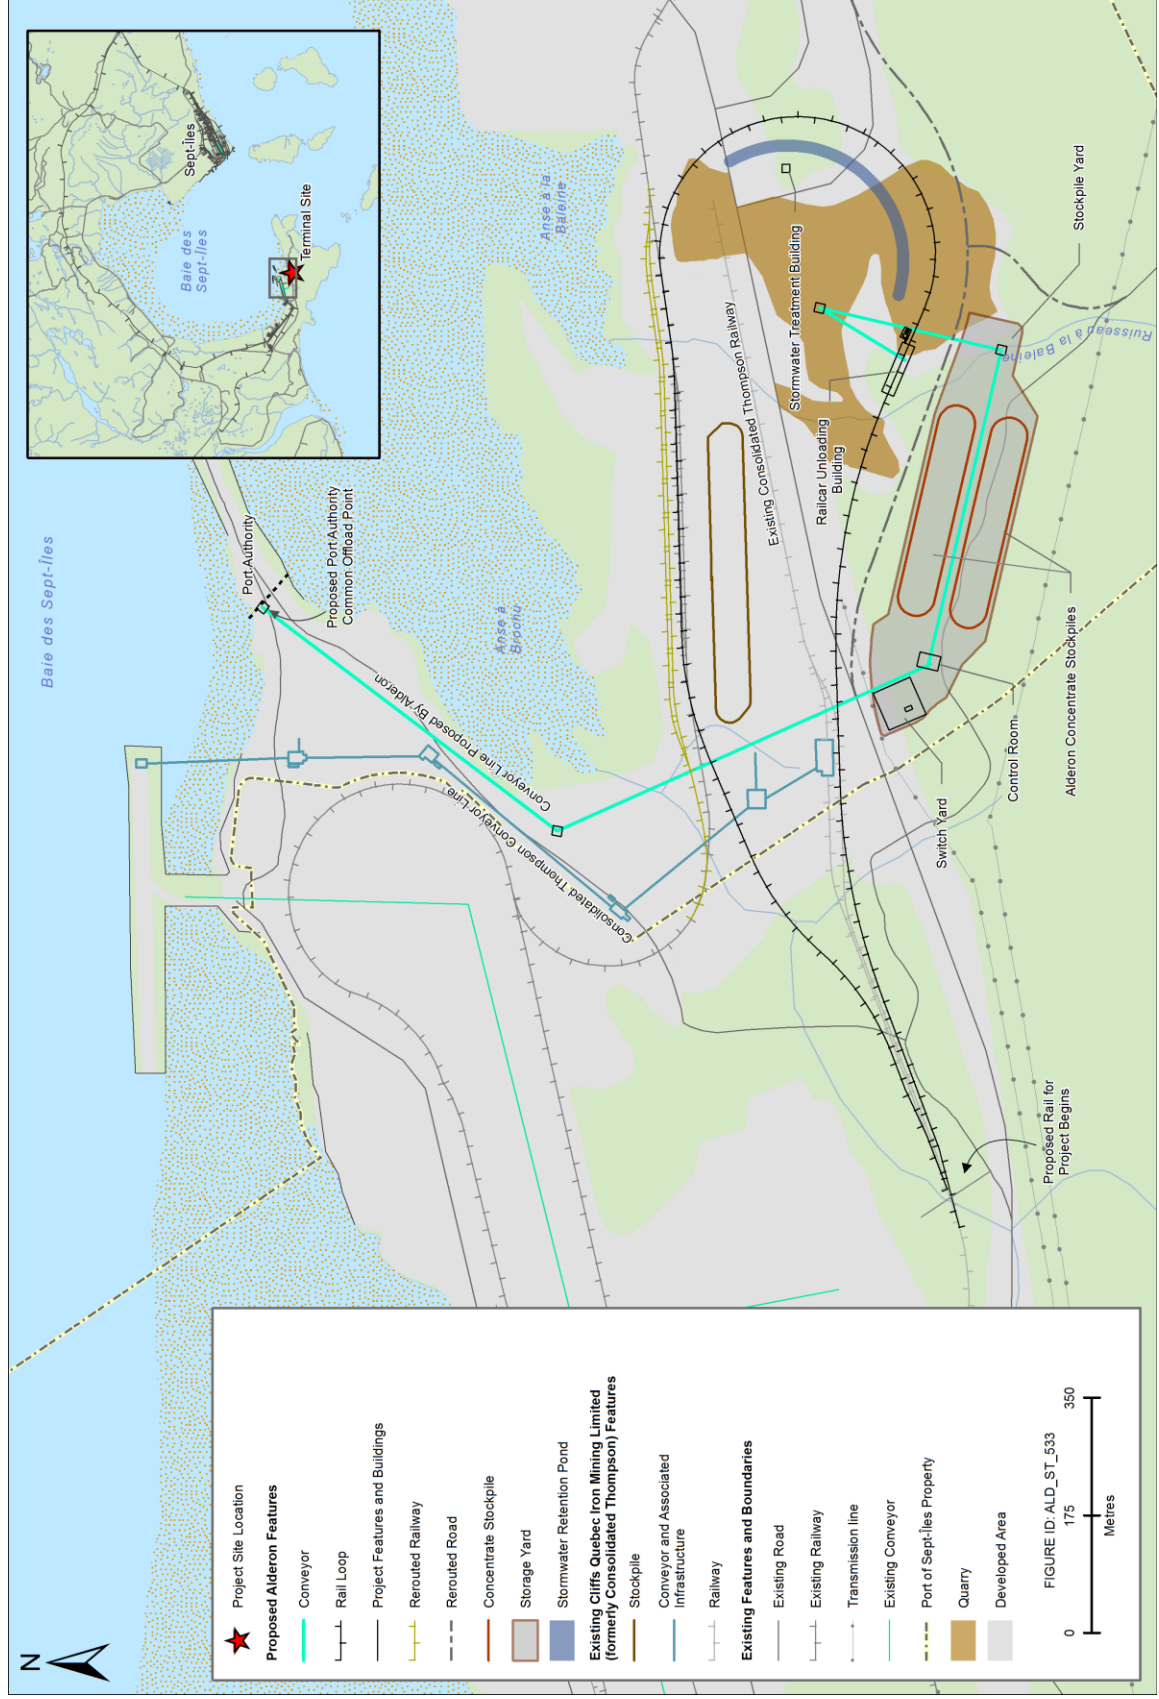 N
Project Site Location
Proposed Alderon Features
Conveyor
Rail Loop
Project Features and Buildings
Rerouted Railway
Rerouted Road
Concentrate Stockpile
Storage Yard
Stormwater Retention Pond
Existing Cliffs Quebec Iron Mining Limited
(formerly Consolidated Thompson) Features
Stockpile
Conveyor and Associated
Infrastructure
Railway
Existing Features and Boundaries
Existing Road
Existing Railway
Transmission line
Existing Conveyor
Port of Sept-Îles Property
Quarry
Developed Area
FIGURE ID: ALD_ST_533
0 175 350
Metres
Baie des Sept-Îles
Port Authority
Proposed Port Authority
Common Offload Point
Sept-Îles
Baie des
Sept-Îles
Terminal Site
Anse à
Brochu
Anse à la
Baleine
Conveyor Line Proposed By Alderon
Consolidated Thompson Conveyor Line
Existing Consolidated Thompson Railway
Stormwater Treatment Building
Railcar Unloading
Building
Switch Yard
Control Room
Alderon Concentrate Stockpiles
Stockpile Yard
Ruisseau à la Baleine
Proposed Rail for
Project Begins